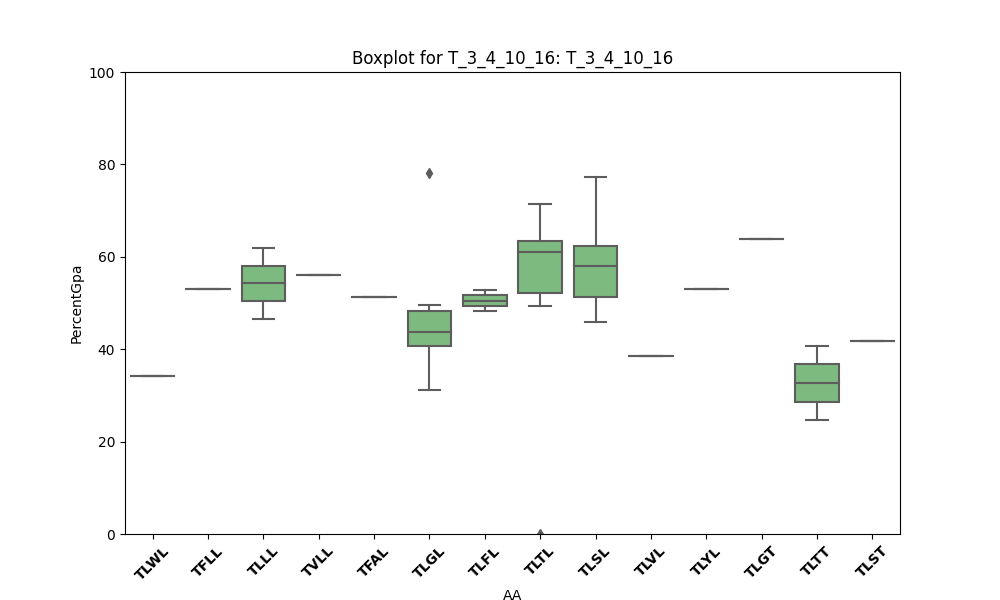 Boxplot for T_3_4_10_16: T_3_4_10_16
PercentGpa
100
80
60
40
20
0
TLWL TFLL TLLL TVLL TFAL TLGL TLFL TLTL TLSL TLVL TLYL TLGT TLTT TLST
AA